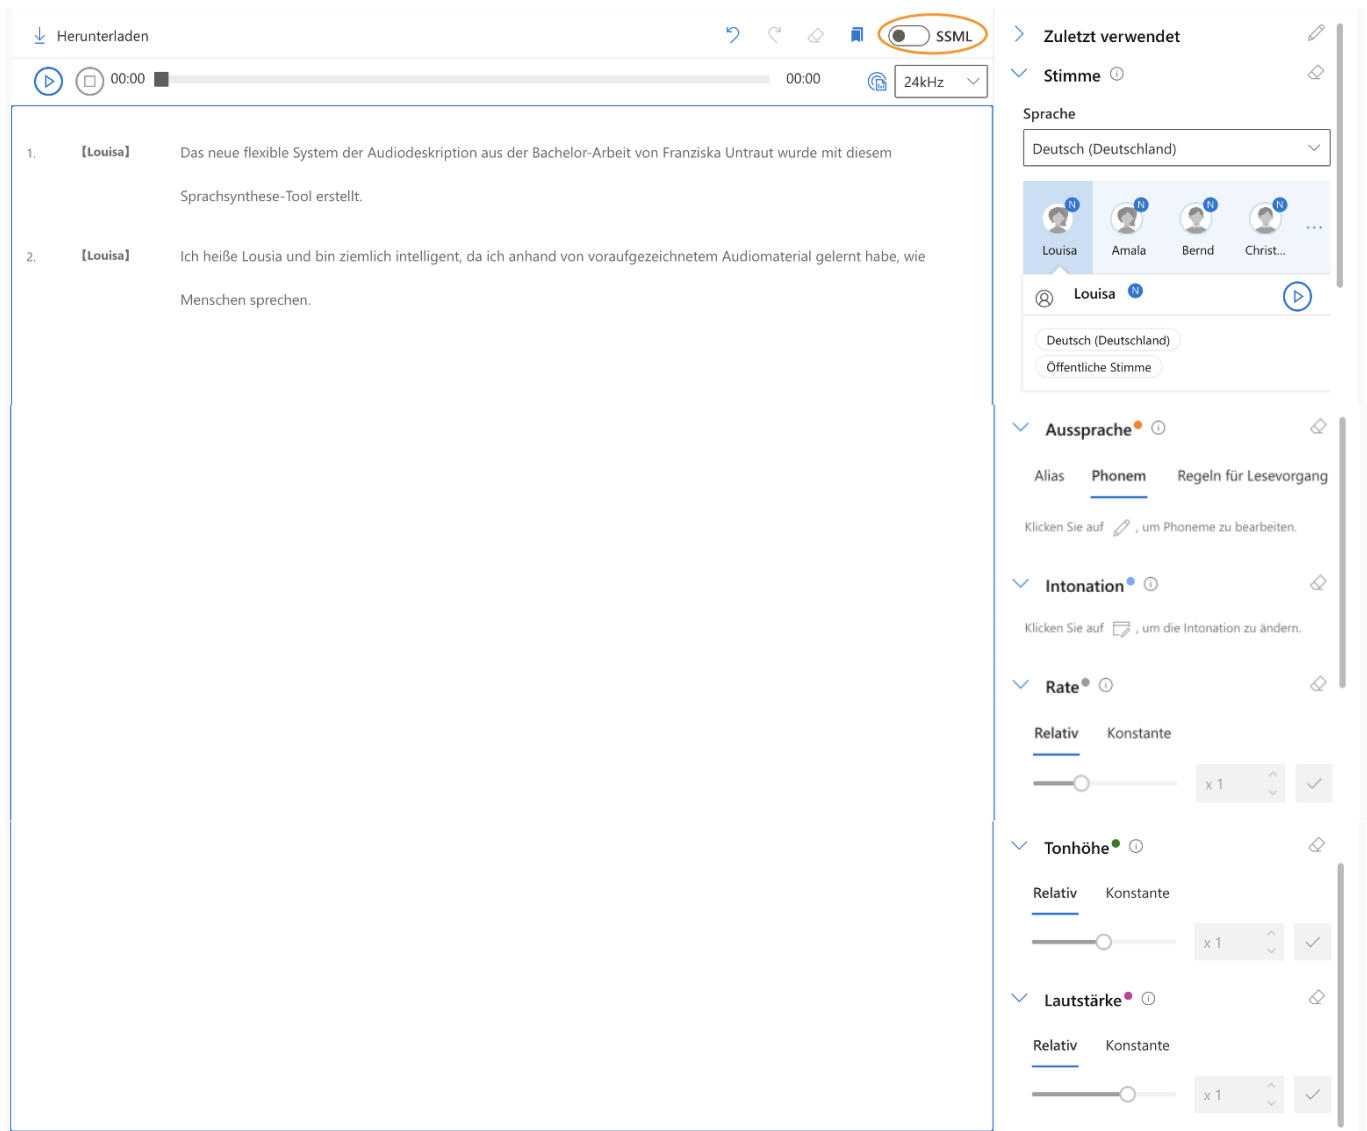 Herunterladen
SSML
00:00
00:00
24kHz
1. 【Louisa】 Das neue flexible System der Audiodeskription aus der Bachelor-Arbeit von Franziska Untraut wurde mit diesem
Sprachsynthese-Tool erstellt.
2. 【Louisa】 Ich heiße Lousia und bin ziemlich intelligent, da ich anhand von voraufgezeichnetem Audiomaterial gelernt habe, wie
Menschen sprechen.
Zuletzt verwendet
Stimme
Sprache
Deutsch (Deutschland)
N N N N
Louisa Amala Bernd Christ... ...
Louisa N
Deutsch (Deutschland)
Öffentliche Stimme
Aussprache
Alias Phonem Regeln für Lesevorgang
Klicken Sie auf , um Phoneme zu bearbeiten.
Intonation
Klicken Sie auf , um die Intonation zu ändern.
Rate
Relativ Konstante
x 1
Tonhöhe
Relativ Konstante
x 1
Lautstärke
Relativ Konstante
x 1